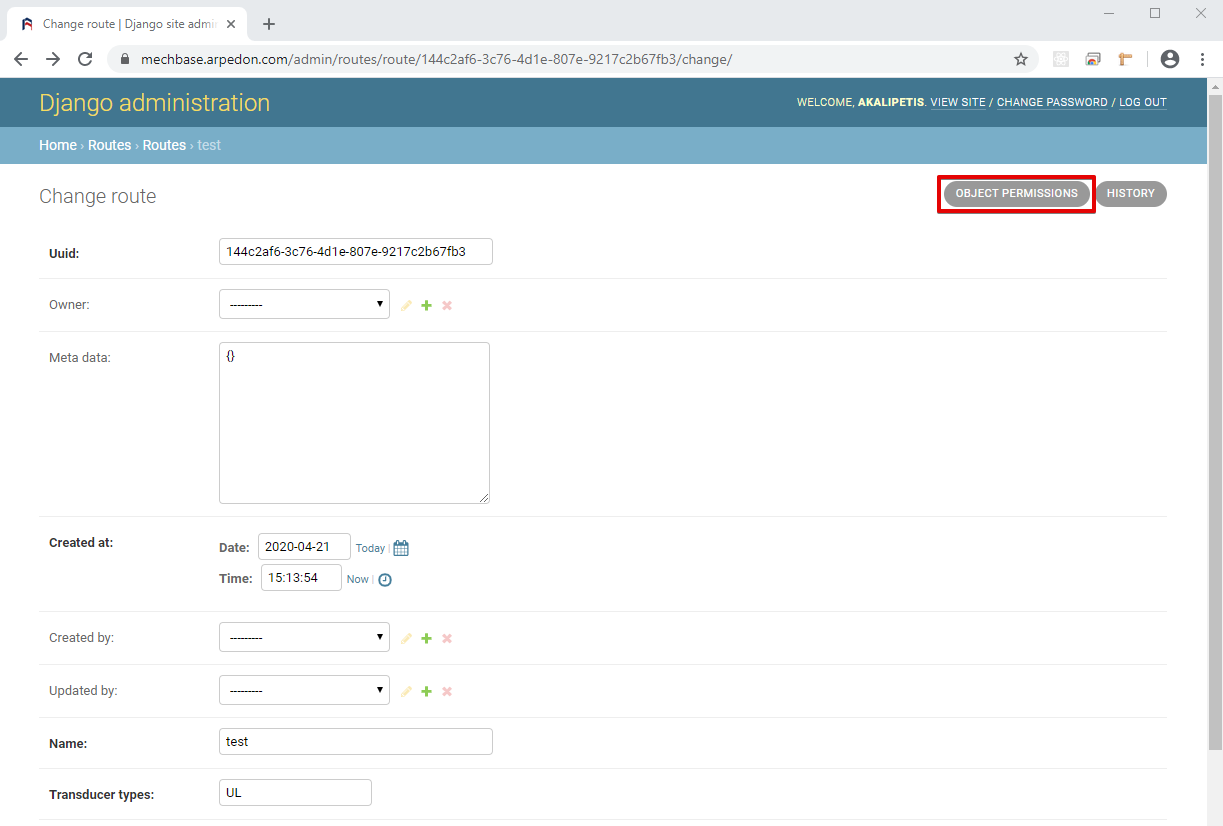 Change route | Django site admi
mechbase.arpedon.com/admin/routes/route/144c2af6-3c76-4d1e-807e-9217c2b67fb3/change/
Django administration
WELCOME, AKALIPETIS. VIEW SITE / CHANGE PASSWORD / LOG OUT
Home › Routes › Routes › test
Change route
OBJECT PERMISSIONS
HISTORY
Uuid: 144c2af6-3c76-4d1e-807e-9217c2b67fb3
Owner: ---------
Meta data: {}
Created at:
Date: 2020-04-21 Today |
Time: 15:13:54 Now |
Created by: ---------
Updated by: ---------
Name: test
Transducer types: UL